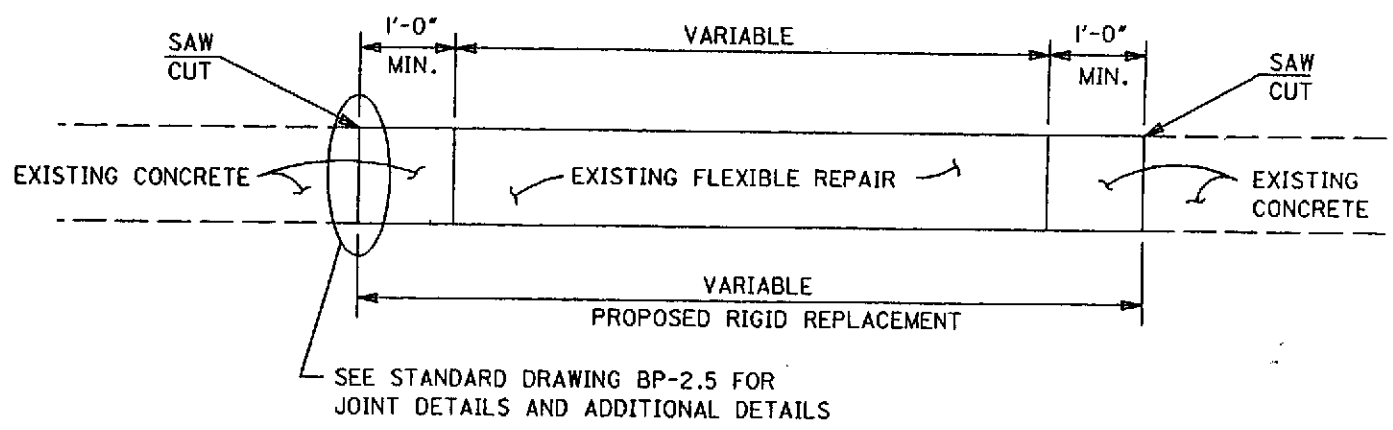 1'-0"
MIN.
VARIABLE
1'-0"
MIN.
SAW
CUT
SAW
CUT
EXISTING CONCRETE
EXISTING FLEXIBLE REPAIR
EXISTING
CONCRETE
VARIABLE
PROPOSED RIGID REPLACEMENT
SEE STANDARD DRAWING BP-2.5 FOR
JOINT DETAILS AND ADDITIONAL DETAILS